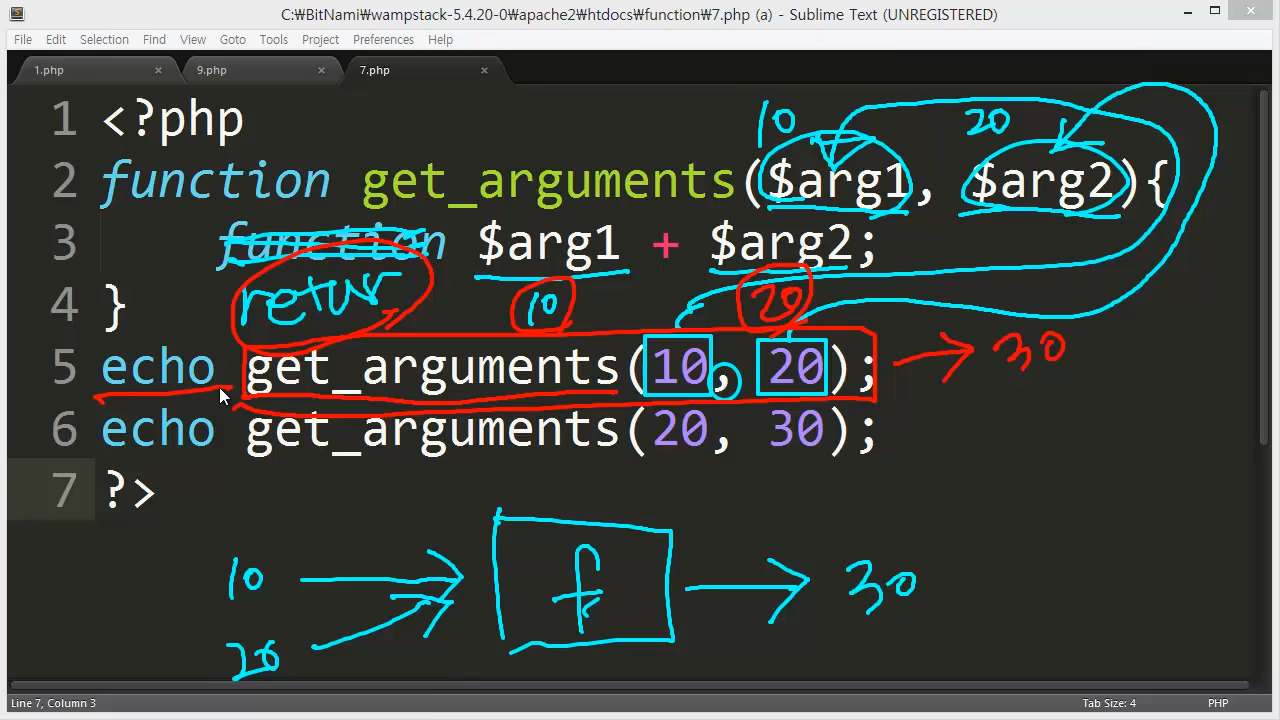 C:₩BitNami₩wampstack-5.4.20-0₩apache2₩htdocs₩function₩7.php (a) - Sublime Text (UNREGISTERED)
File Edit Selection Find View Goto Tools Project Preferences Help
1.php × 9.php × 7.php ×
1 <?php
10 20
2 function get_arguments($arg1, $arg2){
3 function $arg1 + $arg2;
retur 10 20
4 }
5 echo get_arguments(10, 20); → 30
6 echo get_arguments(20, 30);
7 ?>
10 → f → 30
20
Line 7, Column 3 Tab Size: 4 PHP